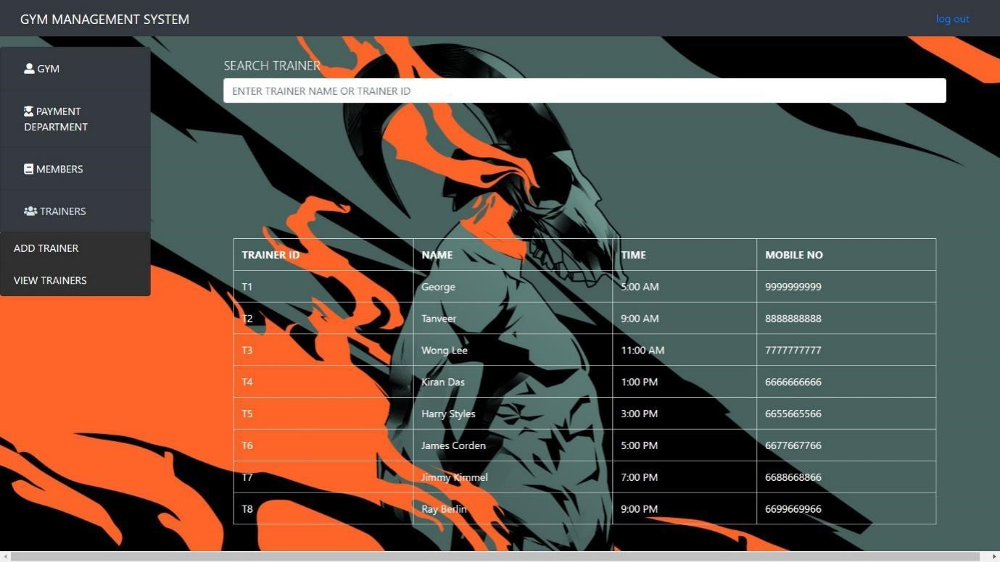 GYM MANAGEMENT SYSTEM
log out
GYM
PAYMENT
DEPARTMENT
MEMBERS
TRAINERS
ADD TRAINER
VIEW TRAINERS
SEARCH TRAINER
ENTER TRAINER NAME OR TRAINER ID
TRAINER ID NAME TIME MOBILE NO
T1 George 5:00 AM 9999999999
T2 Tanveer 9:00 AM 8888888888
T3 Wong Lee 11:00 AM 7777777777
T4 Kiran Das 1:00 PM 6666666666
T5 Harry Styles 3:00 PM 6655665566
T6 James Corden 5:00 PM 6677667766
T7 Jimmy Kimmel 7:00 PM 6688668866
T8 Ray Berlin 9:00 PM 6699669966